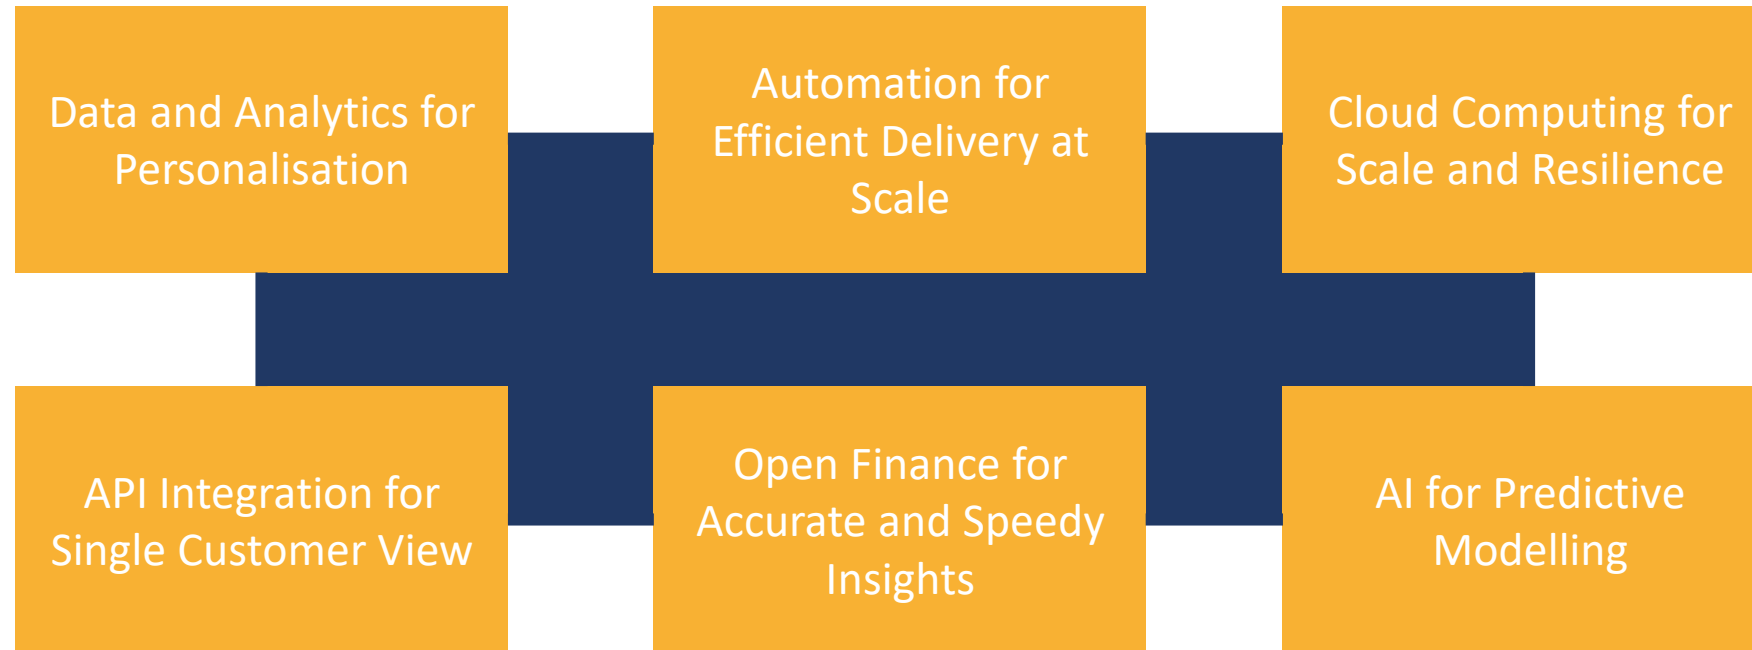 Data and Analytics for
Personalisation
Automation for
Efficient Delivery at
Scale
Cloud Computing for
Scale and Resilience
API Integration for
Single Customer View
Open Finance for
Accurate and Speedy
Insights
AI for Predictive
Modelling